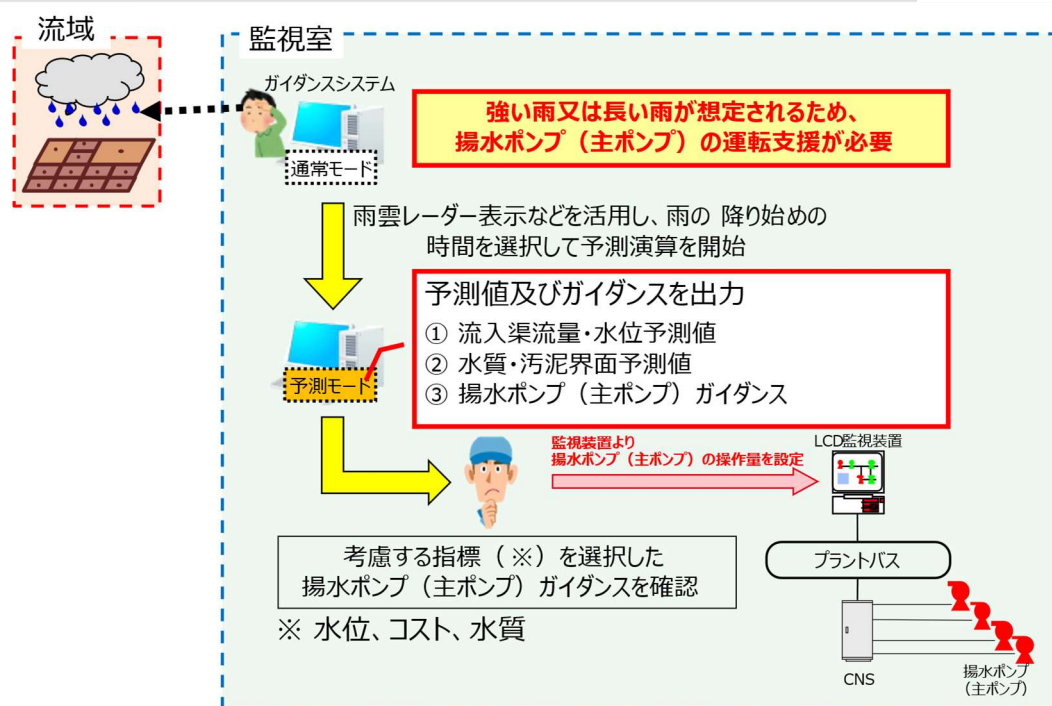 流域
監視室
ガイダンスシステム
通常モード
強い雨又は長い雨が想定されるため、
揚水ポンプ（主ポンプ）の運転支援が必要
雨雲レーダー表示などを活用し、雨の 降り始めの
時間を選択して予測演算を開始
予測モード
予測値及びガイダンスを出力
① 流入渠流量・水位予測値
② 水質・汚泥界面予測値
③ 揚水ポンプ（主ポンプ）ガイダンス
監視装置より
揚水ポンプ（主ポンプ）の操作量を設定
LCD監視装置
考慮する指標（ ※）を選択した
揚水ポンプ（主ポンプ）ガイダンスを確認
※ 水位、コスト、水質
プラントバス
CNS
揚水ポンプ
（主ポンプ）